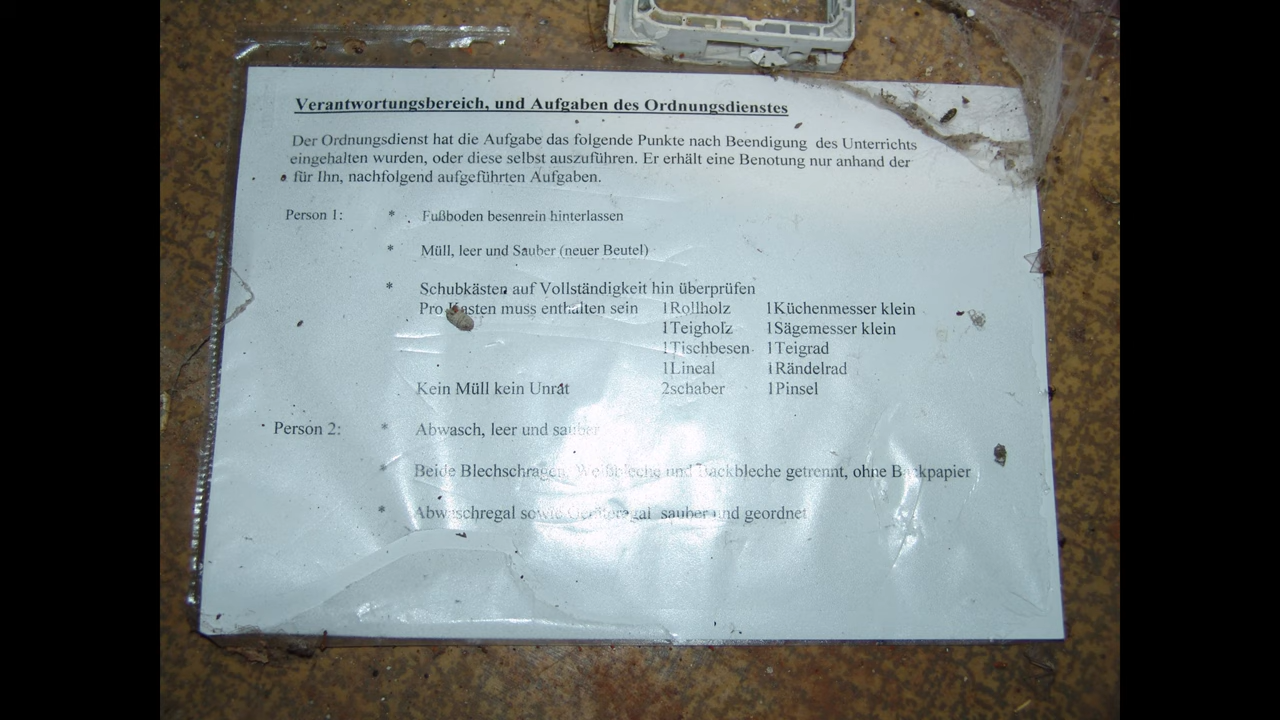 Verantwortungsbereich, und Aufgaben des Ordnungsdienstes
Der Ordnungsdienst hat die Aufgabe das folgende Punkte nach Beendigung des Unterrichts
eingehalten wurden, oder diese selbst auszuführen. Er erhält eine Benotung nur anhand der
für Ihn, nachfolgend aufgeführten Aufgaben.
Person 1: * Fußboden besenrein hinterlassen
* Müll, leer und Sauber (neuer Beutel)
* Schubkästen auf Vollständigkeit hin überprüfen
Pro Kasten muss enthalten sein 1Rollholz 1Küchenmesser klein
1Teigholz 1Sägemesser klein
1Tischbesen 1Teigrad
1Lineal 1Rändelrad
Kein Müll kein Unrat 2schaber 1Pinsel
Person 2: * Abwasch, leer und sauber
* Beide Blechschragen, und Backbleche getrennt, ohne Backpapier
* Abwaschregal sowie Geräteregal sauber und geordnet